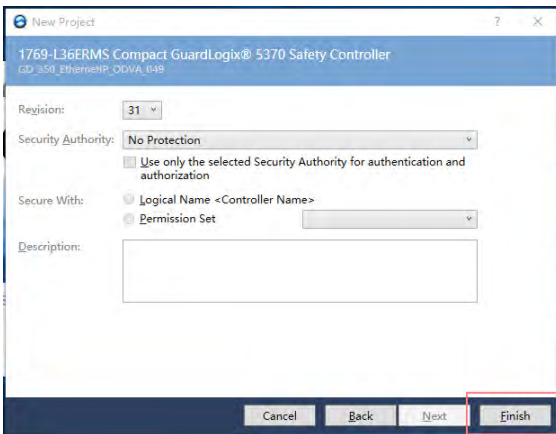 New Project
? ×
1769-L36ERMS Compact GuardLogix® 5370 Safety Controller
GD_350_EthernetIP_ODVA_049
Revision: 31
Security Authority: No Protection
Use only the selected Security Authority for authentication and
authorization
Secure With: Logical Name <Controller Name>
Permission Set
Description:
Cancel Back Next Finish